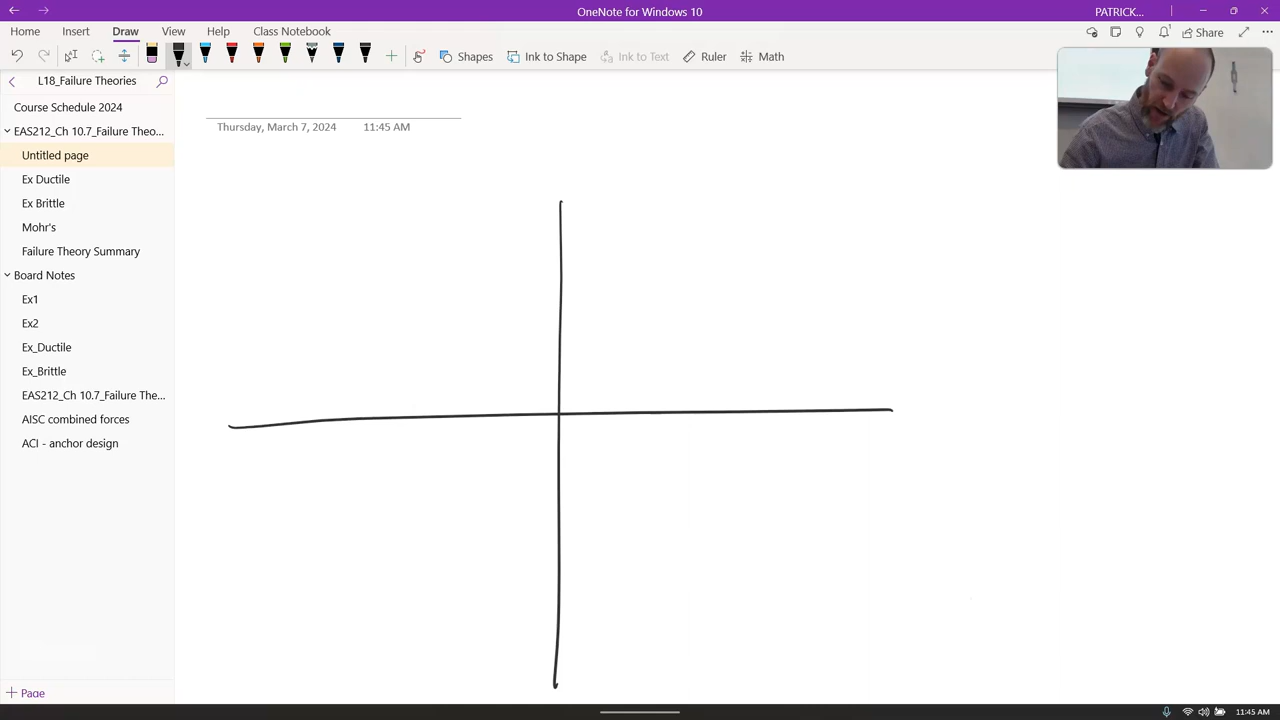 OneNote for Windows 10
PATRICK...
Home
Insert
Draw
View
Help
Class Notebook
Share
Shapes
Ink to Shape
Ink to Text
Ruler
Math
L18_Failure Theories
Course Schedule 2024
EAS212_Ch 10.7_Failure Theo...
Untitled page
Ex Ductile
Ex Brittle
Mohr's
Failure Theory Summary
Board Notes
Ex1
Ex2
Ex_Ductile
Ex_Brittle
EAS212_Ch 10.7_Failure The...
AISC combined forces
ACI - anchor design
Page
Thursday, March 7, 2024 11:45 AM
11:45 AM